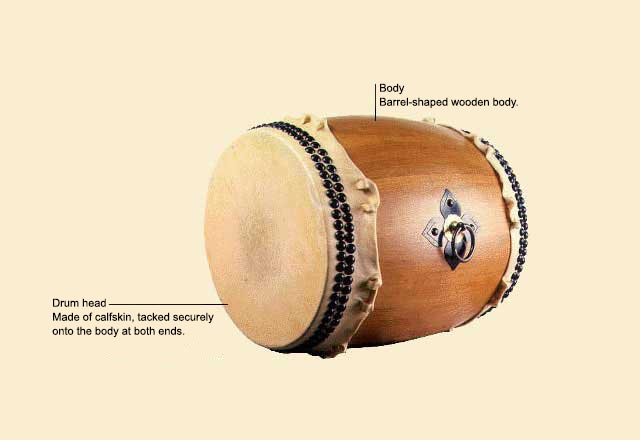 Body
Barrel-shaped wooden body.
Drum head
Made of calfskin, tacked securely
onto the body at both ends.